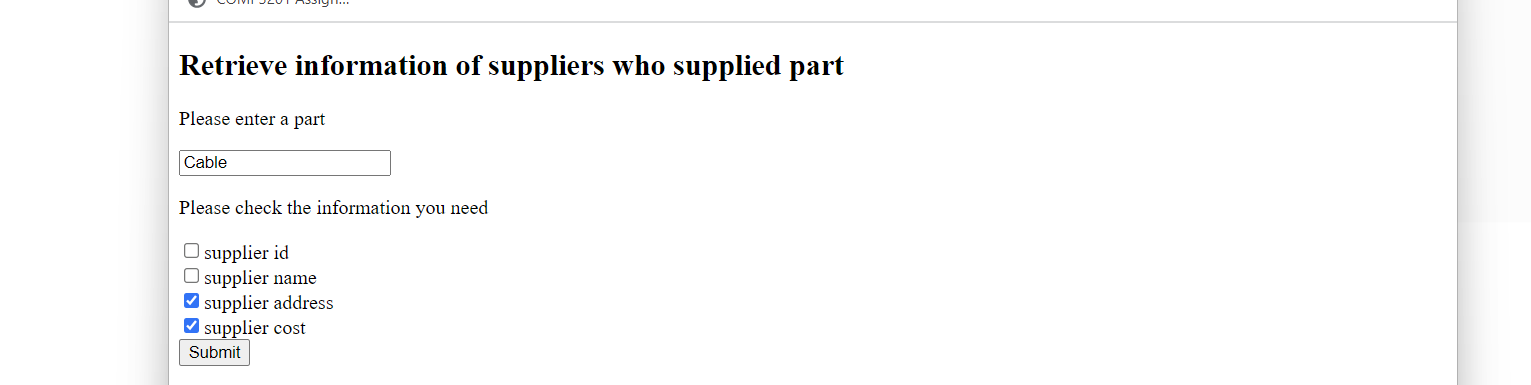 Retrieve information of suppliers who supplied part
Please enter a part
Cable
Please check the information you need
supplier id
supplier name
supplier address
supplier cost
Submit